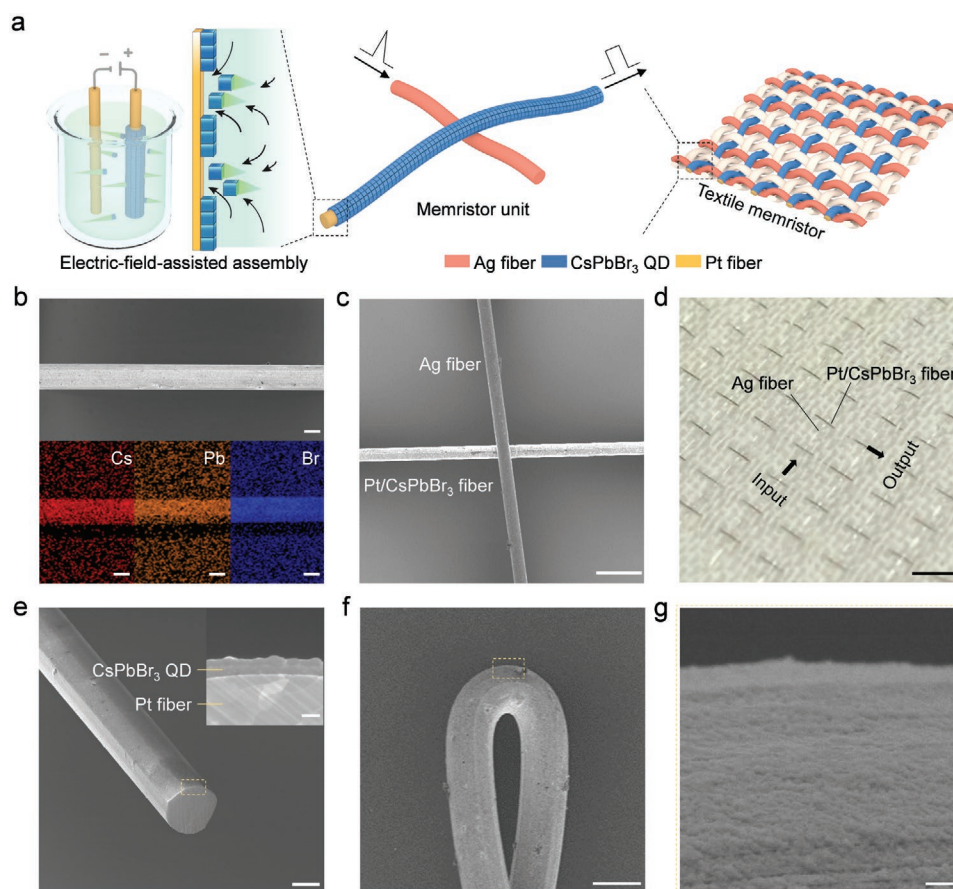 a
− +
Electric-field-assisted assembly
Memristor unit
Textile memristor
Ag fiber CsPbBr₃ QD Pt fiber
b
Cs Pb Br
c
Ag fiber
Pt/CsPbBr₃ fiber
d
Ag fiber
Pt/CsPbBr₃ fiber
Input
Output
e
CsPbBr₃ QD
Pt fiber
f
g